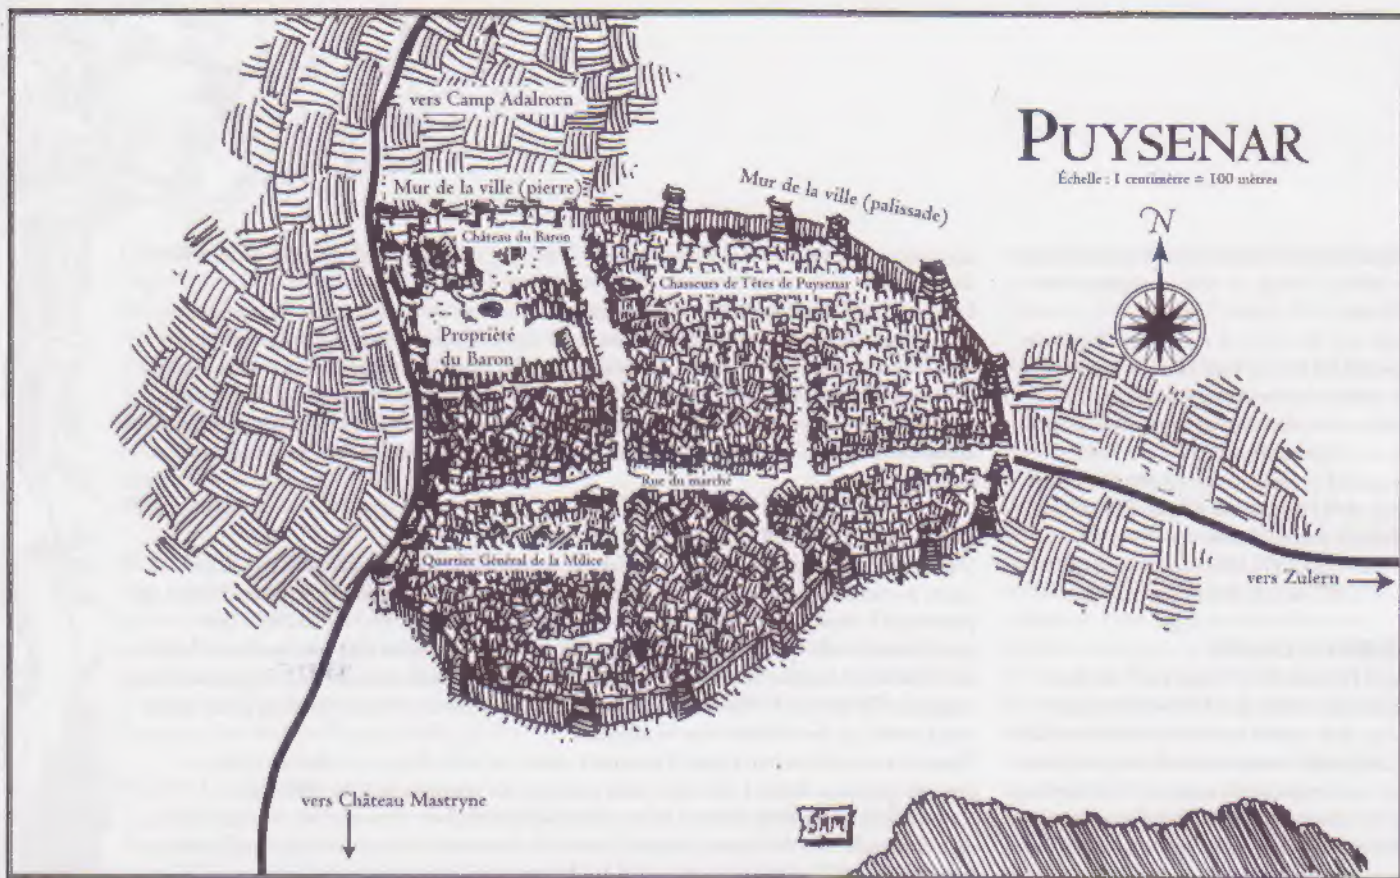 vers Camp Adalrorn
PUYSENAR
Échelle : 1 centimètre = 100 mètres
Mur de la ville (pierre)
Mur de la ville (palissade)
N
Château du Baron
Chasseurs de Têtes de Puysenar
Propriété
du Baron
Rue du marché
Quartier Général de la Milice
vers Zulern
vers Château Mastryne
SMM